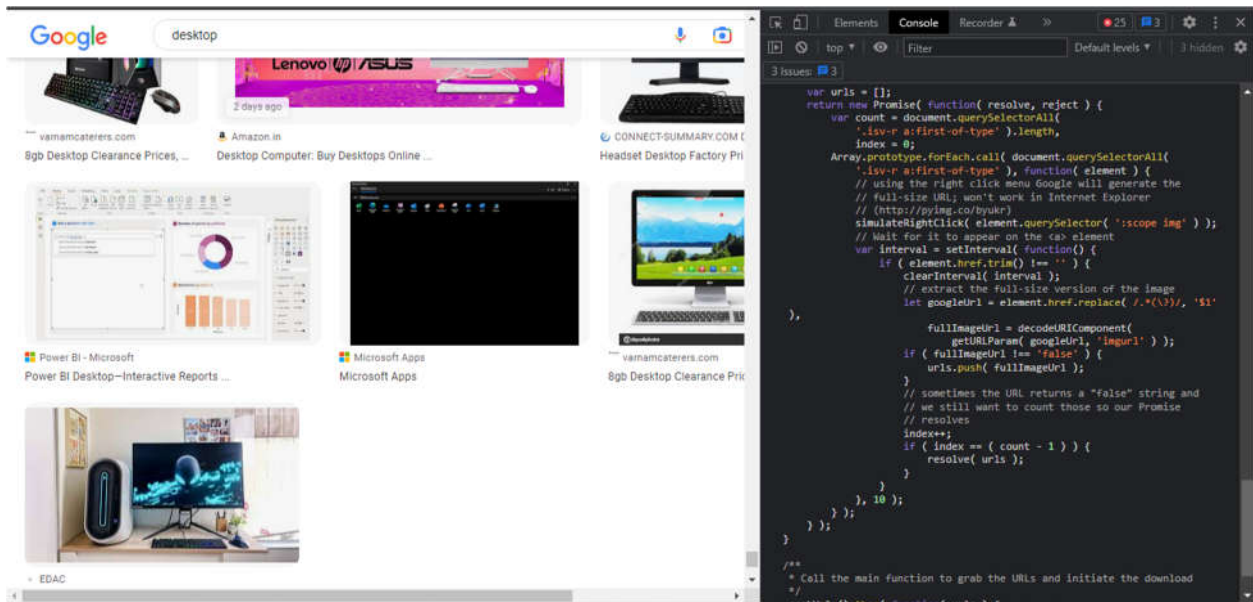 Google
desktop
Lenovo hp ASUS
2 days ago
varnamcaterers.com
8gb Desktop Clearance Prices, ...
Amazon.in
Desktop Computer: Buy Desktops Online ...
CONNECT-SUMMARY.COM D
Headset Desktop Factory Pri
Power BI - Microsoft
Power BI Desktop—Interactive Reports ...
Microsoft Apps
Microsoft Apps
varnamcaterers.com
8gb Desktop Clearance Pric
EDAC
Elements Console Recorder » 25 3
top Filter Default levels 3 hidden
3 Issues: 3
var urls = [];
return new Promise( function( resolve, reject ) {
var count = document.querySelectorAll(
'.isv-r a:first-of-type' ).length,
index = 0;
Array.prototype.forEach.call( document.querySelectorAll(
'.isv-r a:first-of-type' ), function( element ) {
// using the right click menu Google will generate the
// full-size URL; won't work in Internet Explorer
// (http://pyimg.co/byukr)
simulateRightClick( element.querySelector( ':scope img' ) );
// Wait for it to appear on the <a> element
var interval = setInterval( function() {
if ( element.href.trim() !== '' ) {
clearInterval( interval );
// extract the full-size version of the image
let googleUrl = element.href.replace( /.*(\?)/, '$1'
),
fullImageUrl = decodeURIComponent(
getURLParam( googleUrl, 'imgurl' ) );
if ( fullImageUrl !== 'false' ) {
urls.push( fullImageUrl );
}
// sometimes the URL returns a "false" string and
// we still want to count those so our Promise
// resolves
index++;
if ( index == ( count - 1 ) ) {
resolve( urls );
}
}
}, 10 );
} );
} );
}
/**
* Call the main function to grab the URLs and initiate the download
*/